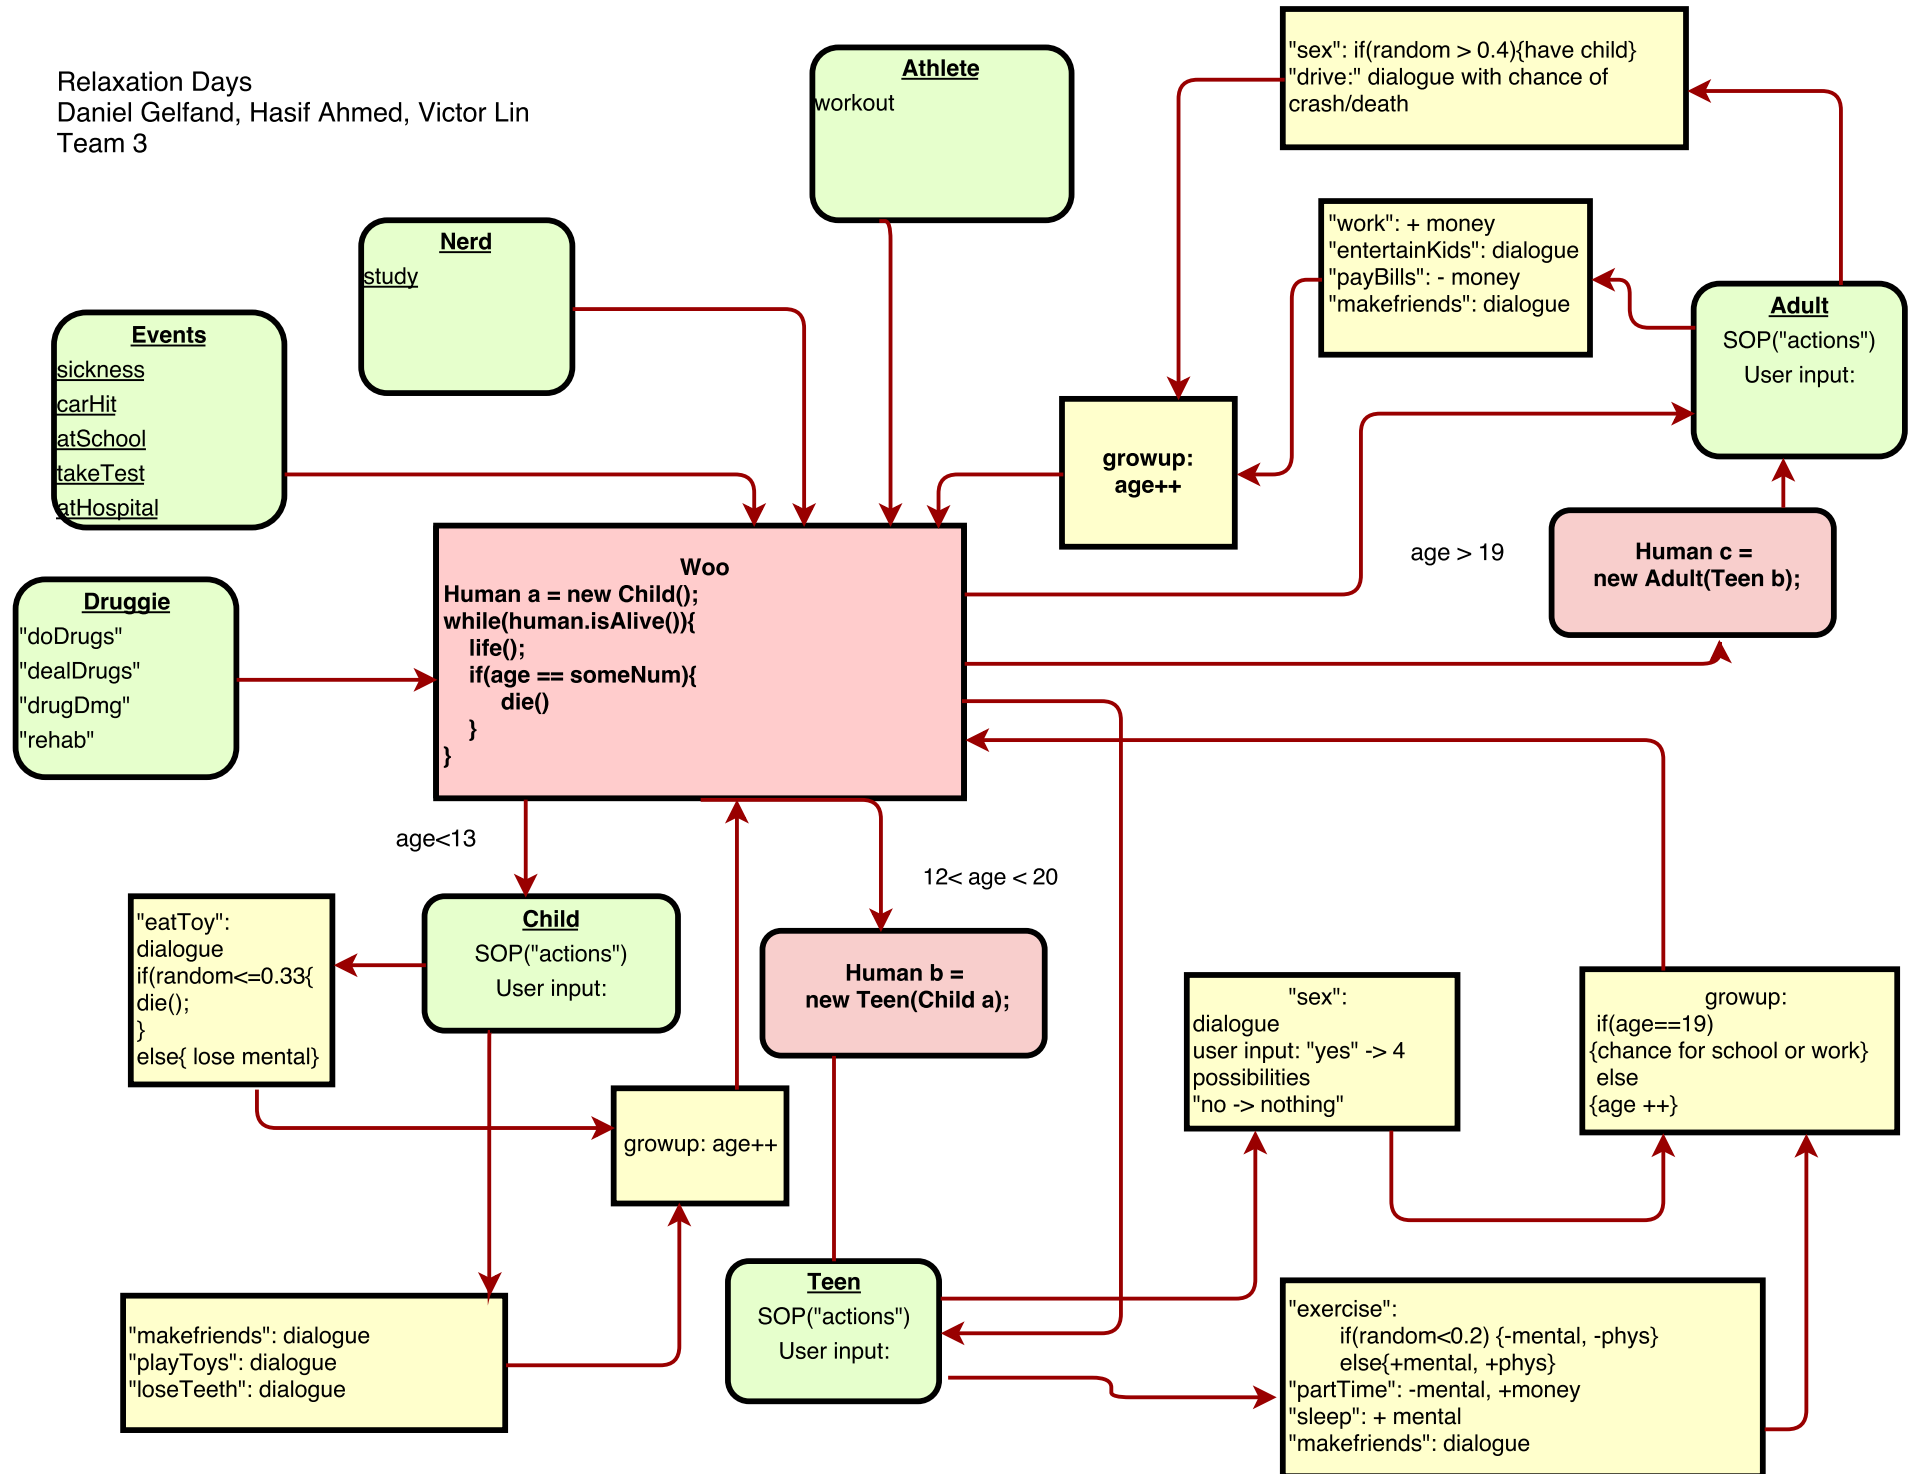 Relaxation Days
Daniel Gelfand, Hasif Ahmed, Victor Lin
Team 3
Athlete
workout
"sex": if(random > 0.4){have child}
"drive:" dialogue with chance of
crash/death
Nerd
study
"work": + money
"entertainKids": dialogue
"payBills": - money
"makefriends": dialogue
Adult
SOP("actions")
User input:
Events
sickness
carHit
atSchool
takeTest
atHospital
growup:
age++
age > 19
Human c =
new Adult(Teen b);
Druggie
"doDrugs"
"dealDrugs"
"drugDmg"
"rehab"
Woo
Human a = new Child();
while(human.isAlive()){
life();
if(age == someNum){
die()
}
}
age<13
12< age < 20
"eatToy":
dialogue
if(random<=0.33{
die();
}
else{ lose mental}
Child
SOP("actions")
User input:
Human b =
new Teen(Child a);
"sex":
dialogue
user input: "yes" -> 4
possibilities
"no -> nothing"
growup:
if(age==19)
{chance for school or work}
else
{age ++}
growup: age++
"makefriends": dialogue
"playToys": dialogue
"loseTeeth": dialogue
Teen
SOP("actions")
User input:
"exercise":
if(random<0.2) {-mental, -phys}
else{+mental, +phys}
"partTime": -mental, +money
"sleep": + mental
"makefriends": dialogue